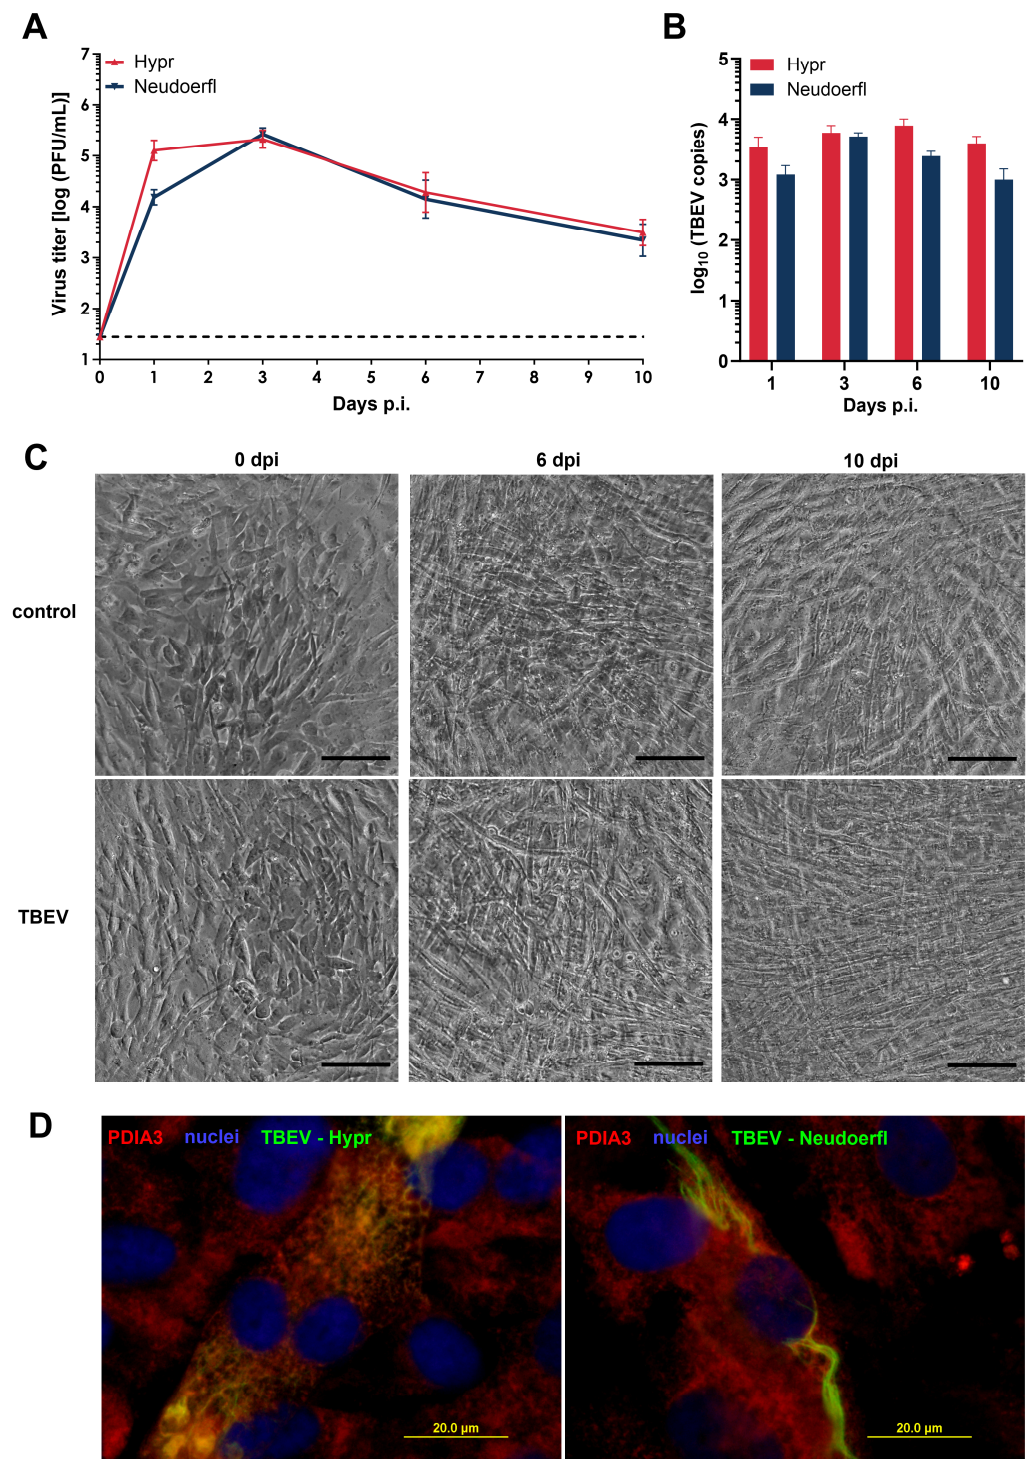 A
Hypr
Neudoerfl
Virus titer [log (PFU/mL)]
7
6
5
4
3
2
1
0 1 2 3 4 5 6 7 8 9 10
Days p.i.
B
Hypr
Neudoerfl
log10 (TBEV copies)
5
4
3
2
1
0
1 3 6 10
Days p.i.
C
0 dpi 6 dpi 10 dpi
control
TBEV
D
PDIA3 nuclei TBEV - Hypr
20.0 µm
PDIA3 nuclei TBEV - Neudoerfl
20.0 µm